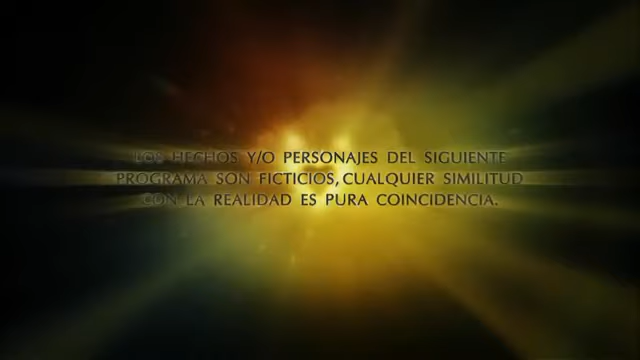 LOS HECHOS Y/O PERSONAJES DEL SIGUIENTE
PROGRAMA SON FICTICIOS, CUALQUIER SIMILITUD
CON LA REALIDAD ES PURA COINCIDENCIA.